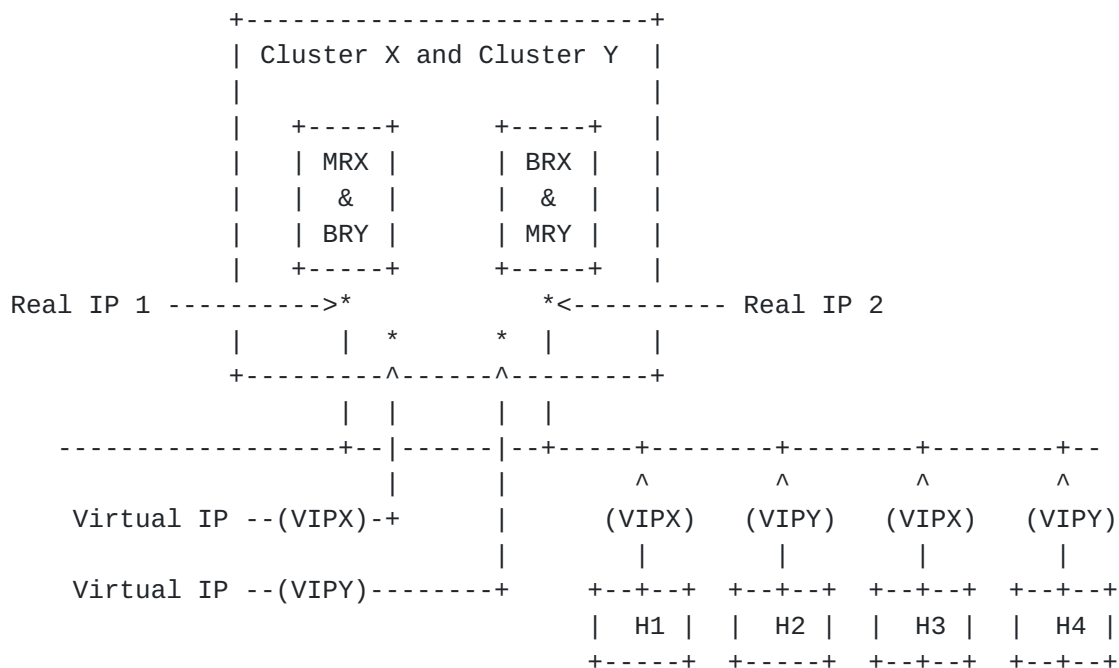 Cluster X and Cluster Y
MRX BRX
& &
BRY MRY
Real IP 1 ---------->* *<---------- Real IP 2
* *
Virtual IP --(VIPX)-+ (VIPX) (VIPY) (VIPX) (VIPY)
Virtual IP --(VIPY)--------+
H1 H2 H3 H4